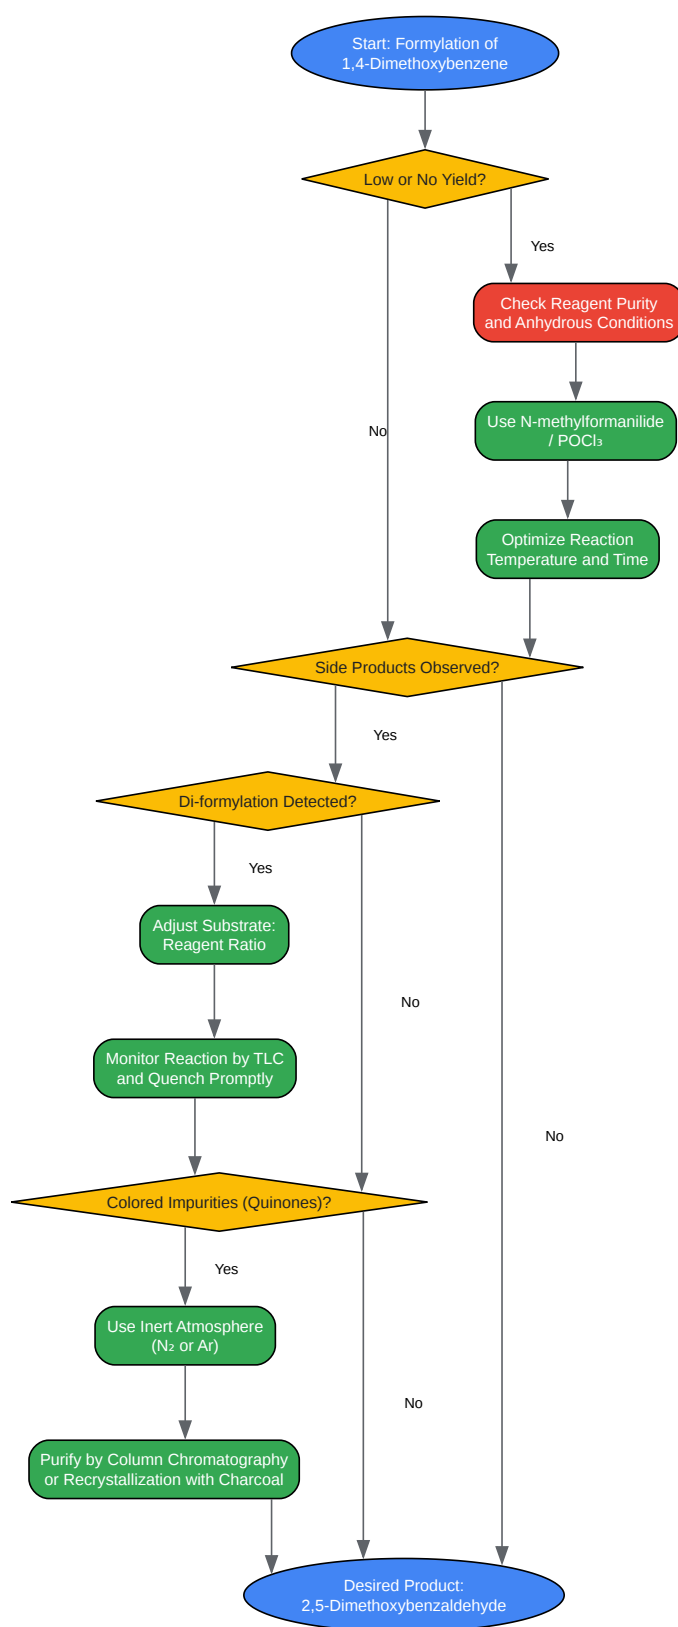 Start: Formylation of
1,4-Dimethoxybenzene
Low or No Yield?
Yes
Check Reagent Purity
and Anhydrous Conditions
Use N-methylformanilide
/ POCl₃
No
Optimize Reaction
Temperature and Time
Side Products Observed?
Yes
Di-formylation Detected?
Yes
Adjust Substrate:
Reagent Ratio
No
Monitor Reaction by TLC
and Quench Promptly
No
Colored Impurities (Quinones)?
Yes
Use Inert Atmosphere
(N₂ or Ar)
No
Purify by Column Chromatography
or Recrystallization with Charcoal
Desired Product:
2,5-Dimethoxybenzaldehyde